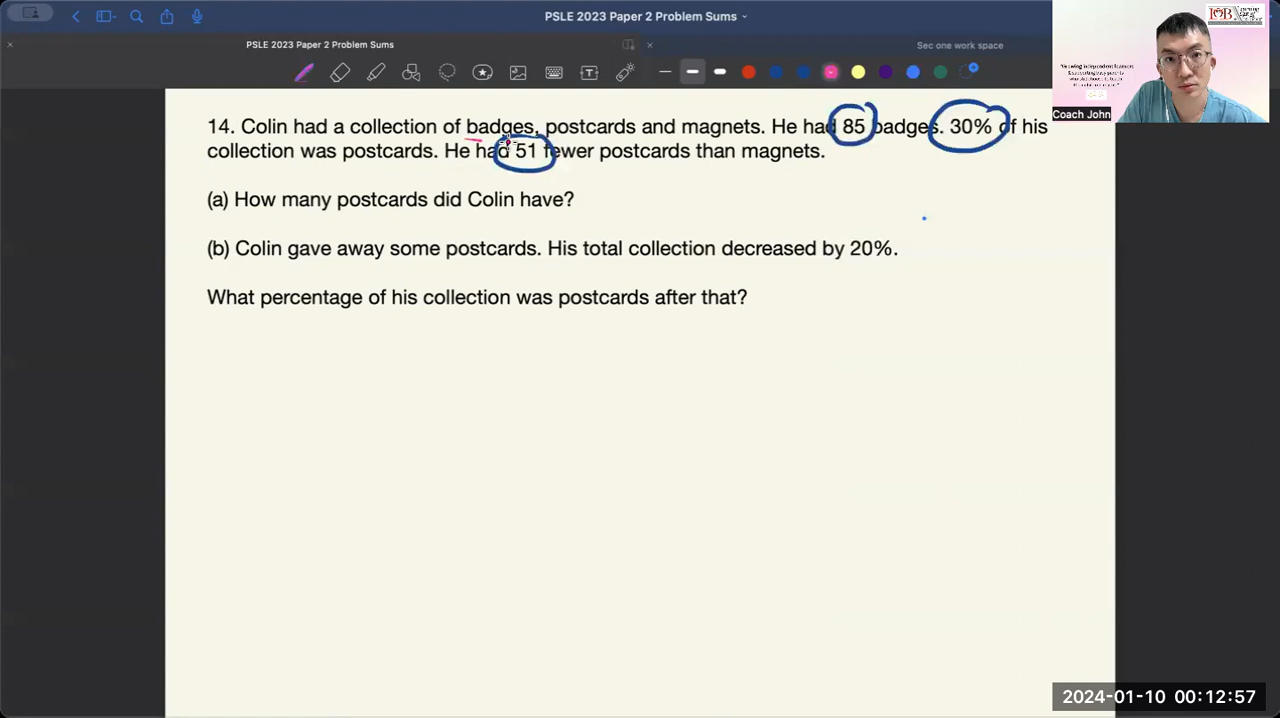 PSLE 2023 Paper 2 Problem Sums
PSLE 2023 Paper 2 Problem Sums
Sec one work space
Coach John
14. Colin had a collection of badges, postcards and magnets. He had 85 badges. 30% of his
collection was postcards. He had 51 fewer postcards than magnets.
(a) How many postcards did Colin have?
(b) Colin gave away some postcards. His total collection decreased by 20%.
What percentage of his collection was postcards after that?
2024-01-10 00:12:57